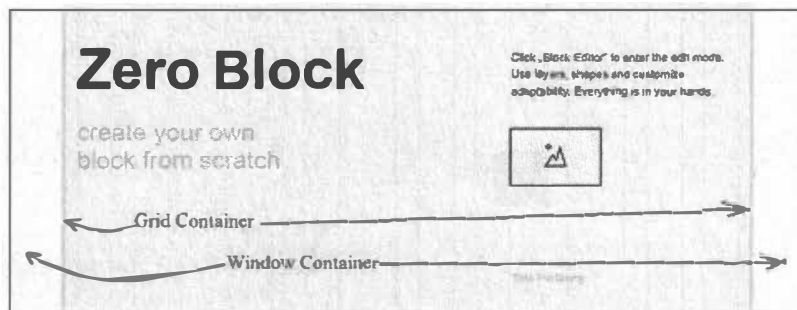 Zero Block
create your own
block from scratch
Click „Block Editor" to enter the edit mode.
Use layers, shapes and customize
adaptability. Everything is in your hands.
Grid Container
Window Container